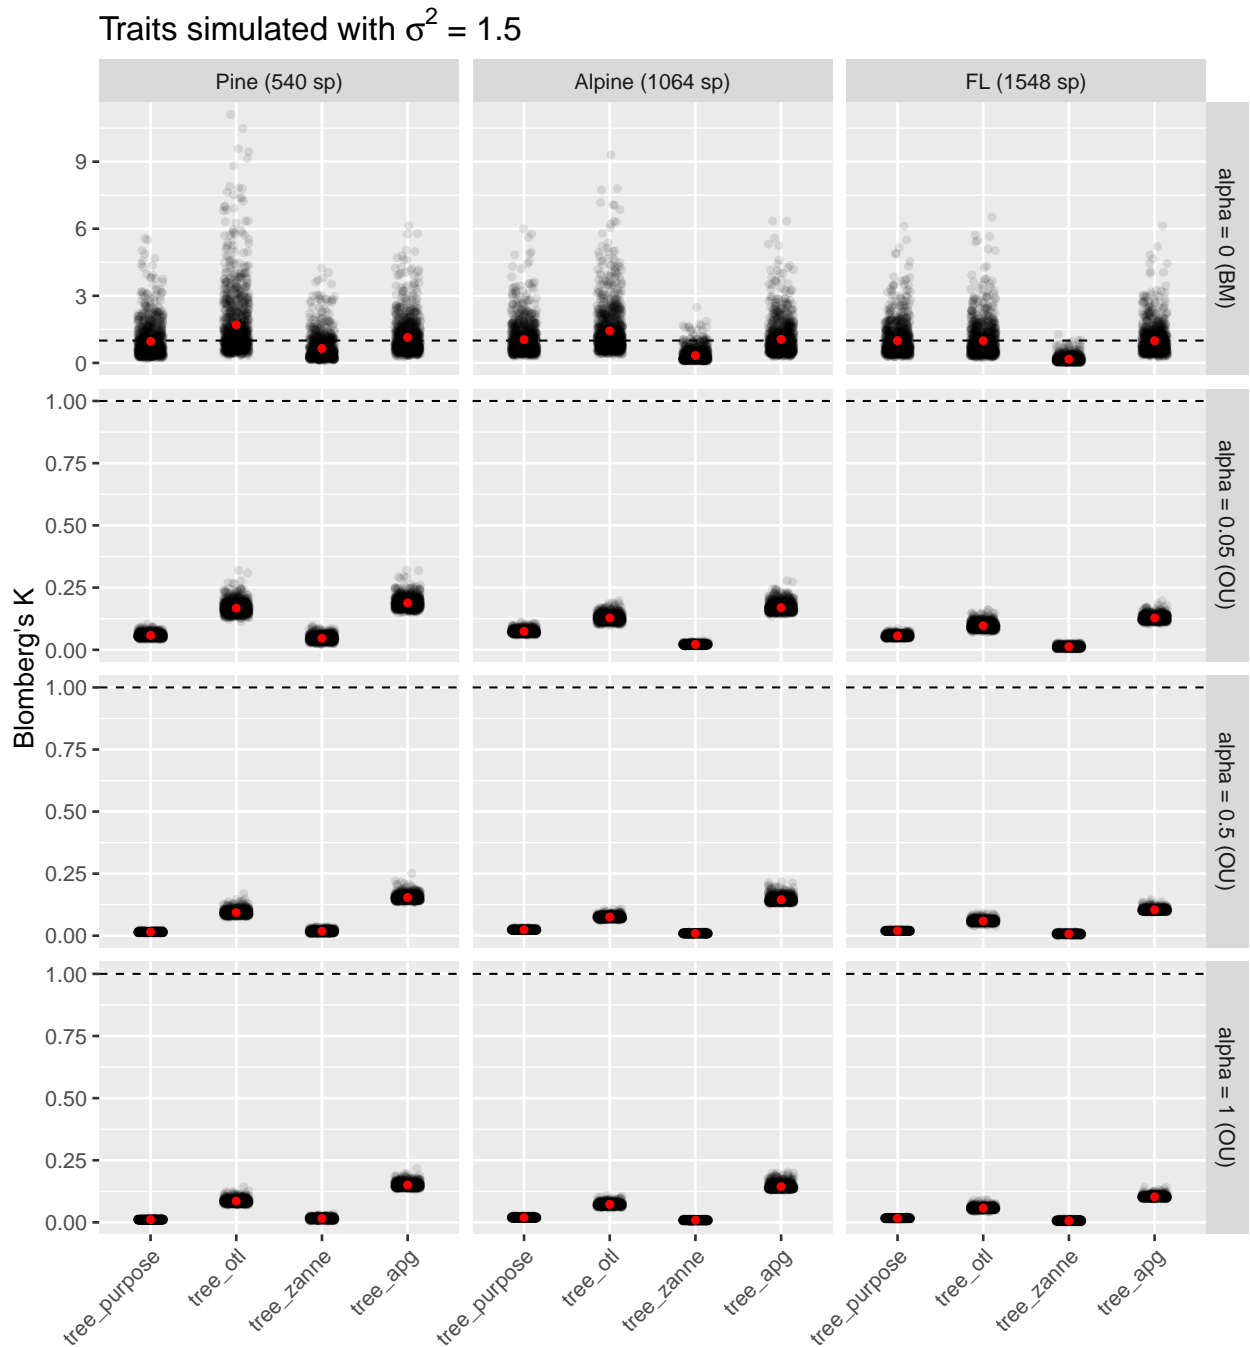 Traits simulated with σ² = 1.5
Pine (540 sp)
Alpine (1064 sp)
FL (1548 sp)
Blomberg's K
9
6
3
0
alpha = 0 (BM)
1.00
0.75
0.50
0.25
0.00
alpha = 0.05 (OU)
1.00
0.75
0.50
0.25
0.00
alpha = 0.5 (OU)
1.00
0.75
0.50
0.25
0.00
alpha = 1 (OU)
tree_purpose
tree_otl
tree_zanne
tree_apg
tree_purpose
tree_otl
tree_zanne
tree_apg
tree_purpose
tree_otl
tree_zanne
tree_apg